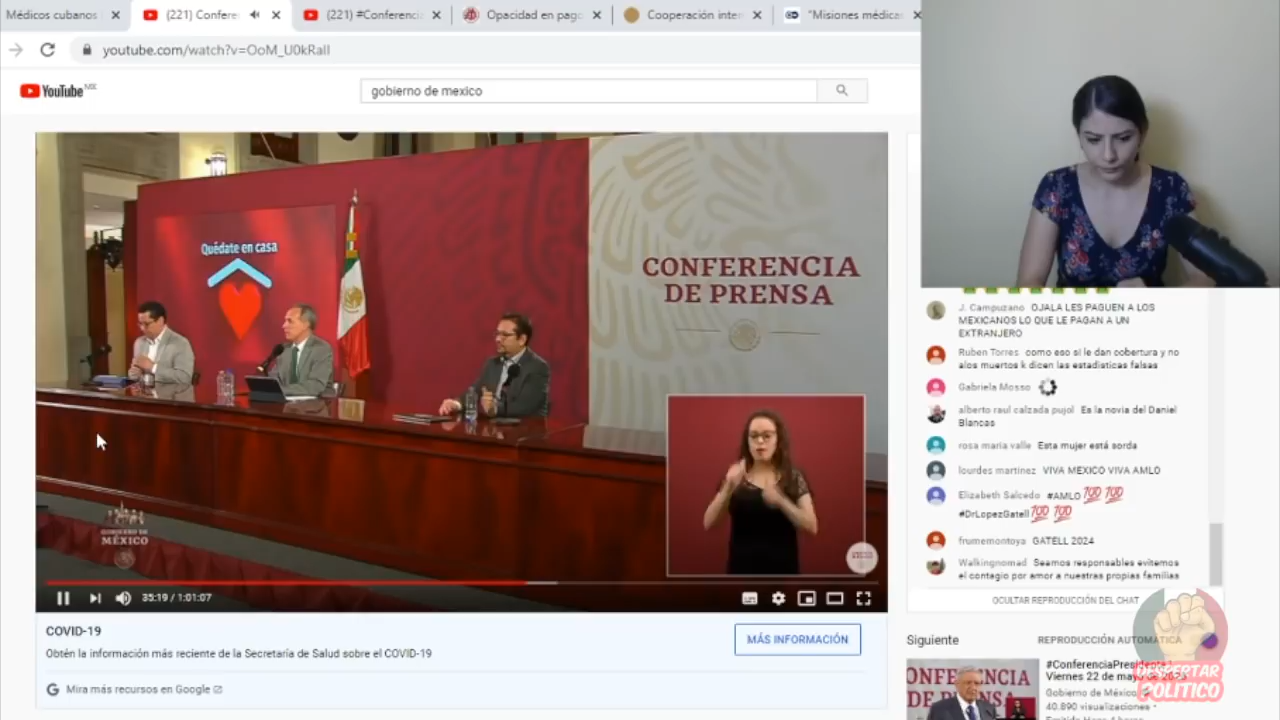 Médicos cubanos
(221) Confere
(221) #Conferencia
Opacidad en pago
Cooperación inter
"Misiones médica
youtube.com/watch?v=OoM_U0kRaII
YouTube MX
gobierno de mexico
Quédate en casa
CONFERENCIA
DE PRENSA
GOBIERNO DE
MÉXICO
35:19 / 1:01:07
J. Campuzano OJALA LES PAGUEN A LOS
MEXICANOS LO QUE LE PAGAN A UN
EXTRANJERO
Ruben Torres como eso si le dan cobertura y no
alos muertos k dicen las estadisticas falsas
Gabriela Mosso
alberto raul calzada pujol Es la novia del Daniel
Blancas
rosa maria valle Esta mujer está sorda
lourdes martinez VIVA MEXICO VIVA AMLO
Elizabeth Salcedo #AMLO 💯 💯
#DrLopezGatell 💯 💯
frumemontoya GATELL 2024
Walkingnomad Seamos responsables evitemos
el contagio por amor a nuestras propias familias
OCULTAR REPRODUCCIÓN DEL CHAT
COVID-19
MÁS INFORMACIÓN
Obtén la información más reciente de la Secretaría de Salud sobre el COVID-19
Mira más recursos en Google
Siguiente
REPRODUCCIÓN AUTOMÁTICA
CONFERENCIA
#ConferenciaPresidente
Viernes 22 de mayo de 2020
Gobierno de México
40,890 visualizaciones •
DESPERTAR
POLÍTICO